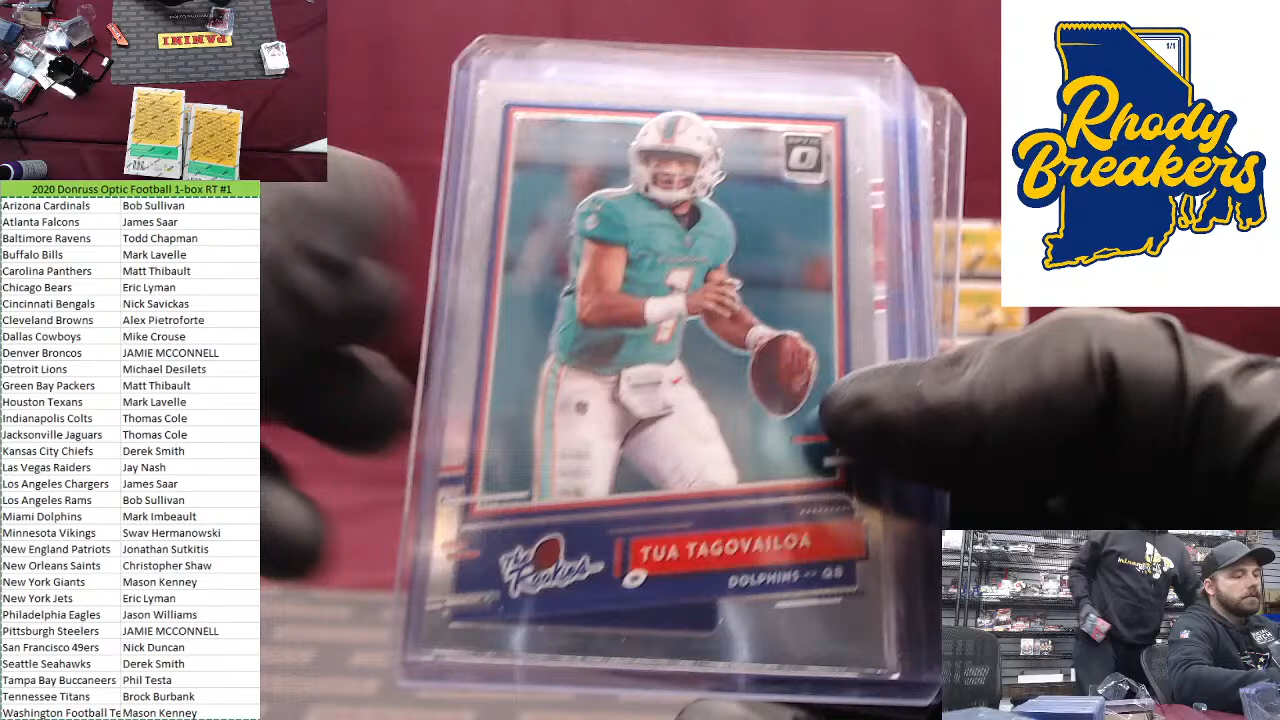 PANINI
2020 Donruss Optic Football 1-box RT #1
Arizona Cardinals Bob Sullivan
Atlanta Falcons James Saar
Baltimore Ravens Todd Chapman
Buffalo Bills Mark Lavelle
Carolina Panthers Matt Thibault
Chicago Bears Eric Lyman
Cincinnati Bengals Nick Savickas
Cleveland Browns Alex Pietroforte
Dallas Cowboys Mike Crouse
Denver Broncos JAMIE MCCONNELL
Detroit Lions Michael Desilets
Green Bay Packers Matt Thibault
Houston Texans Mark Lavelle
Indianapolis Colts Thomas Cole
Jacksonville Jaguars Thomas Cole
Kansas City Chiefs Derek Smith
Las Vegas Raiders Jay Nash
Los Angeles Chargers James Saar
Los Angeles Rams Bob Sullivan
Miami Dolphins Mark Imbeault
Minnesota Vikings Swav Hermanowski
New England Patriots Jonathan Sutkitis
New Orleans Saints Christopher Shaw
New York Giants Mason Kenney
New York Jets Eric Lyman
Philadelphia Eagles Jason Williams
Pittsburgh Steelers JAMIE MCCONNELL
San Francisco 49ers Nick Duncan
Seattle Seahawks Derek Smith
Tampa Bay Buccaneers Phil Testa
Tennessee Titans Brock Burbank
Washington Football Te Mason Kenney
OPTIC
1
The Rookies
TUA TAGOVAILOA
DOLPHINS QB
1/1
Rhody
Breakers